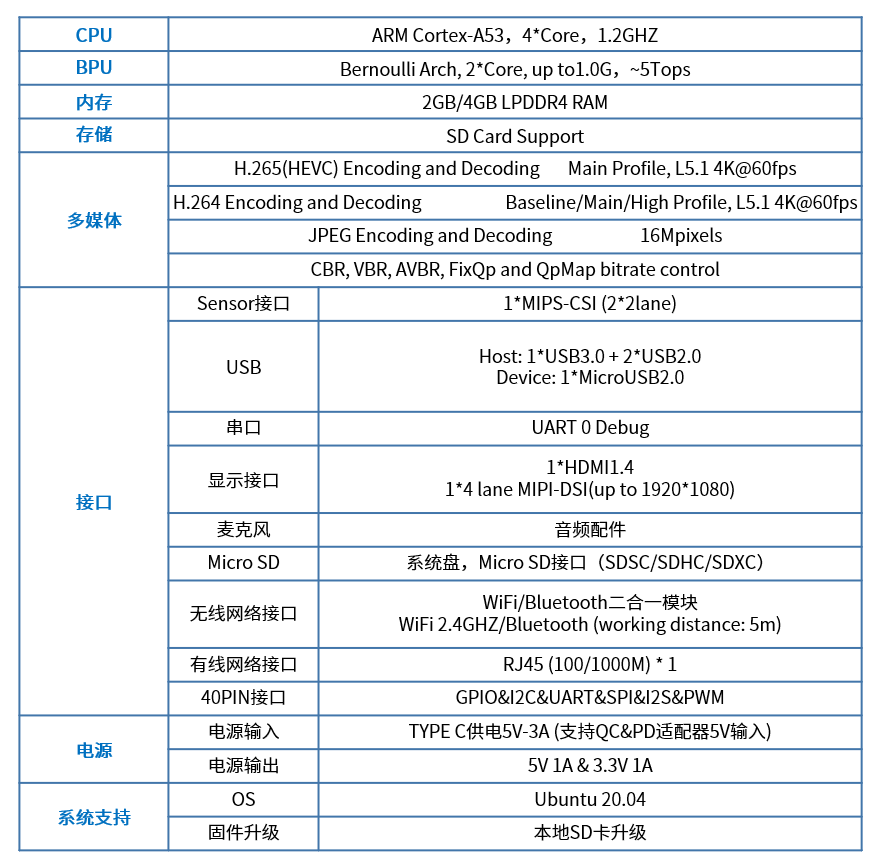 CPU ARM Cortex-A53，4*Core，1.2GHZ
BPU Bernoulli Arch, 2*Core, up to1.0G，~5Tops
内存 2GB/4GB LPDDR4 RAM
存储 SD Card Support
多媒体
H.265(HEVC) Encoding and Decoding Main Profile, L5.1 4K@60fps
H.264 Encoding and Decoding Baseline/Main/High Profile, L5.1 4K@60fps
JPEG Encoding and Decoding 16Mpixels
CBR, VBR, AVBR, FixQp and QpMap bitrate control
接口
Sensor接口 1*MIPS-CSI (2*2lane)
USB
Host: 1*USB3.0 + 2*USB2.0
Device: 1*MicroUSB2.0
串口 UART 0 Debug
显示接口
1*HDMI1.4
1*4 lane MIPI-DSI(up to 1920*1080)
麦克风 音频配件
Micro SD 系统盘，Micro SD接口（SDSC/SDHC/SDXC）
无线网络接口
WiFi/Bluetooth二合一模块
WiFi 2.4GHZ/Bluetooth (working distance: 5m)
有线网络接口 RJ45 (100/1000M) * 1
40PIN接口 GPIO&I2C&UART&SPI&I2S&PWM
电源
电源输入 TYPE C供电5V-3A (支持QC&PD适配器5V输入)
电源输出 5V 1A & 3.3V 1A
系统支持
OS Ubuntu 20.04
固件升级 本地SD卡升级